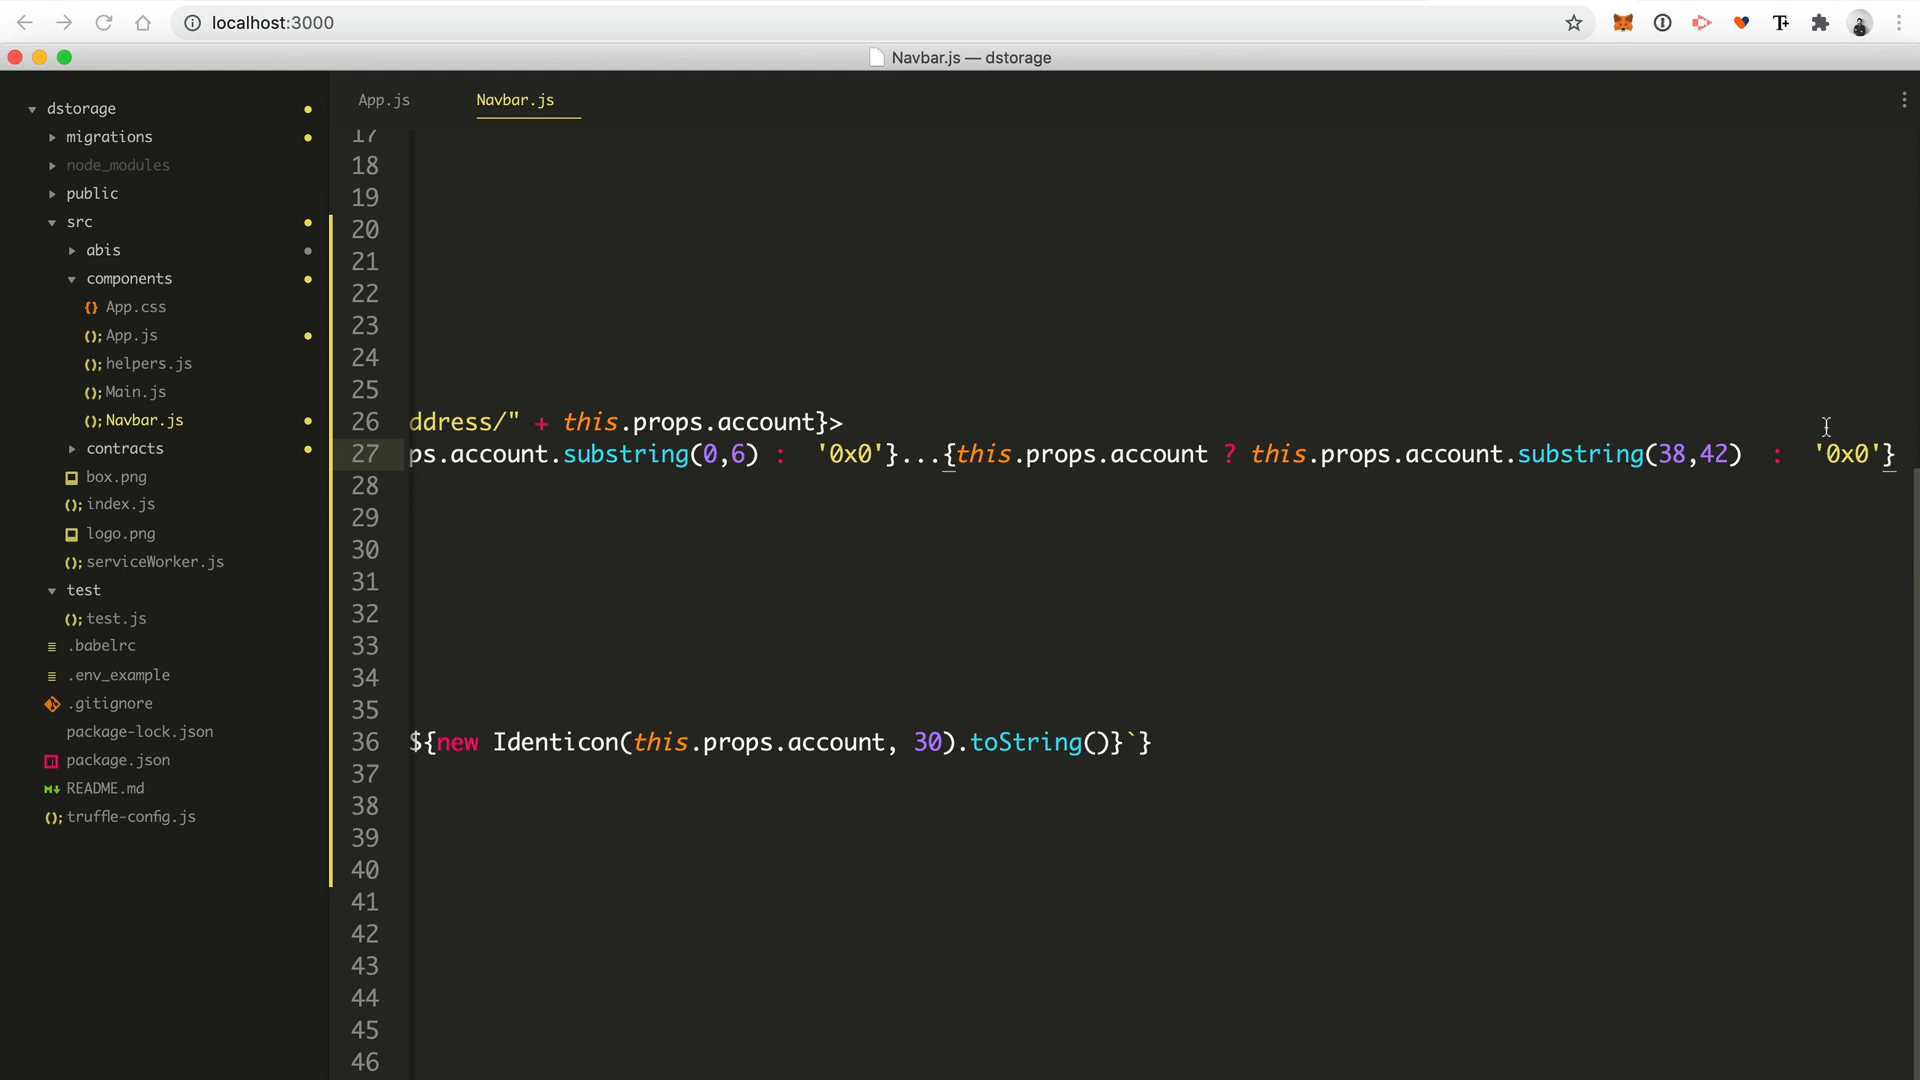 localhost:3000
Navbar.js — dstorage
dstorage
migrations
node_modules
public
src
abis
components
App.css
App.js
helpers.js
Main.js
Navbar.js
contracts
box.png
index.js
logo.png
serviceWorker.js
test
test.js
.babelrc
.env_example
.gitignore
package-lock.json
package.json
README.md
truffle-config.js
App.js
Navbar.js
17
18
19
20
21
22
23
24
25
26 ddress/" + this.props.account}>
27 ps.account.substring(0,6) : '0x0'}...{this.props.account ? this.props.account.substring(38,42) : '0x0'}
28
29
30
31
32
33
34
35
36 ${new Identicon(this.props.account, 30).toString()}`}
37
38
39
40
41
42
43
44
45
46